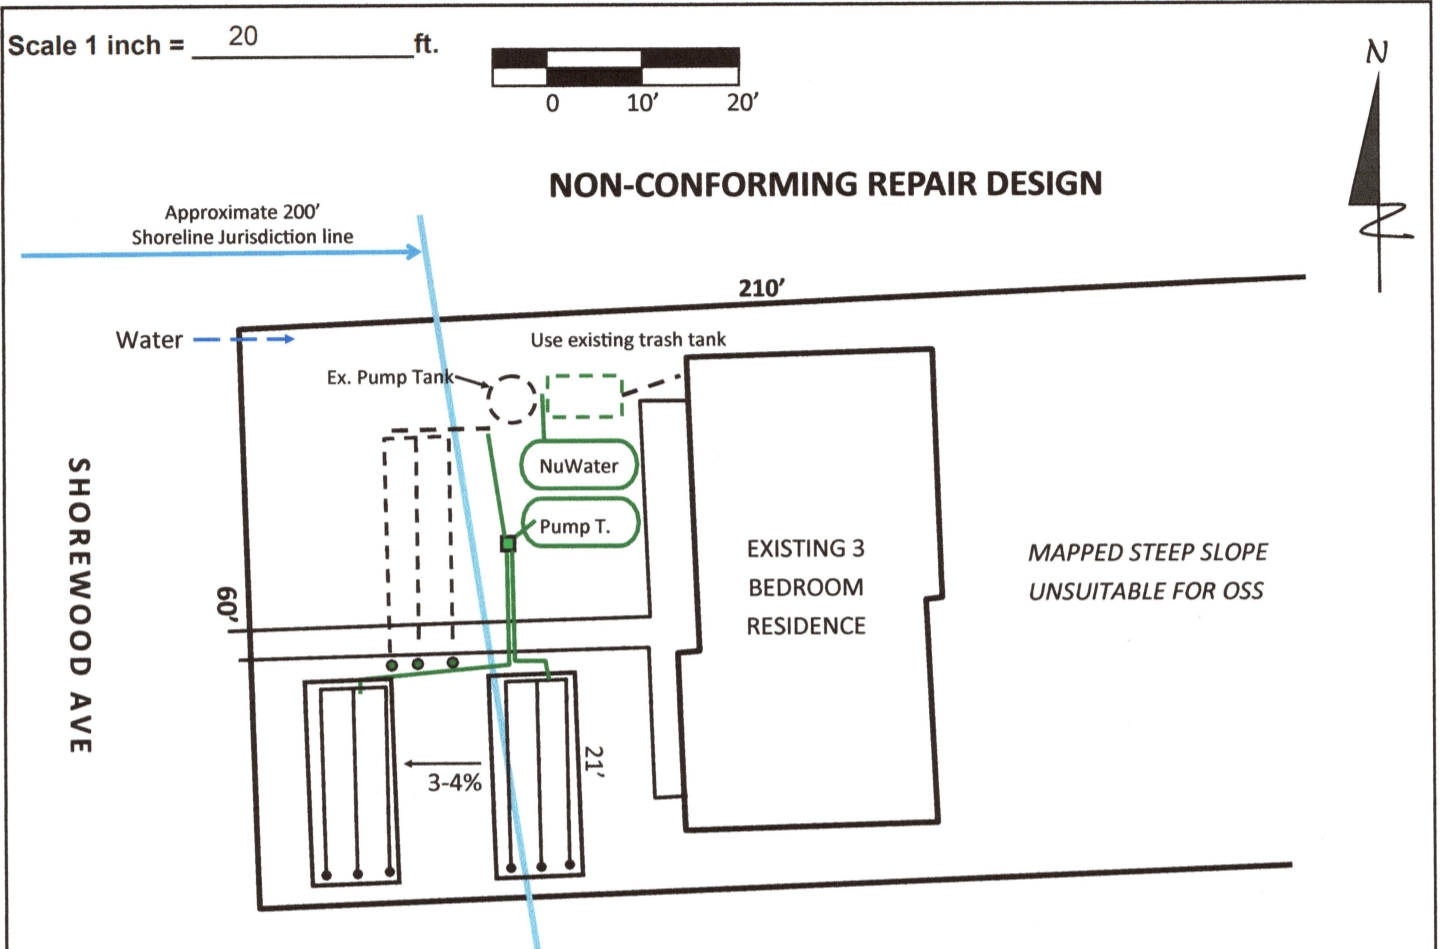 Scale 1 inch = 20 ft.
0 10' 20'
N
NON-CONFORMING REPAIR DESIGN
Approximate 200'
Shoreline Jurisdiction line
210'
Water
Use existing trash tank
Ex. Pump Tank
NuWater
Pump T.
SHOREWOOD AVE
60'
EXISTING 3
BEDROOM
RESIDENCE
MAPPED STEEP SLOPE
UNSUITABLE FOR OSS
21'
3-4%